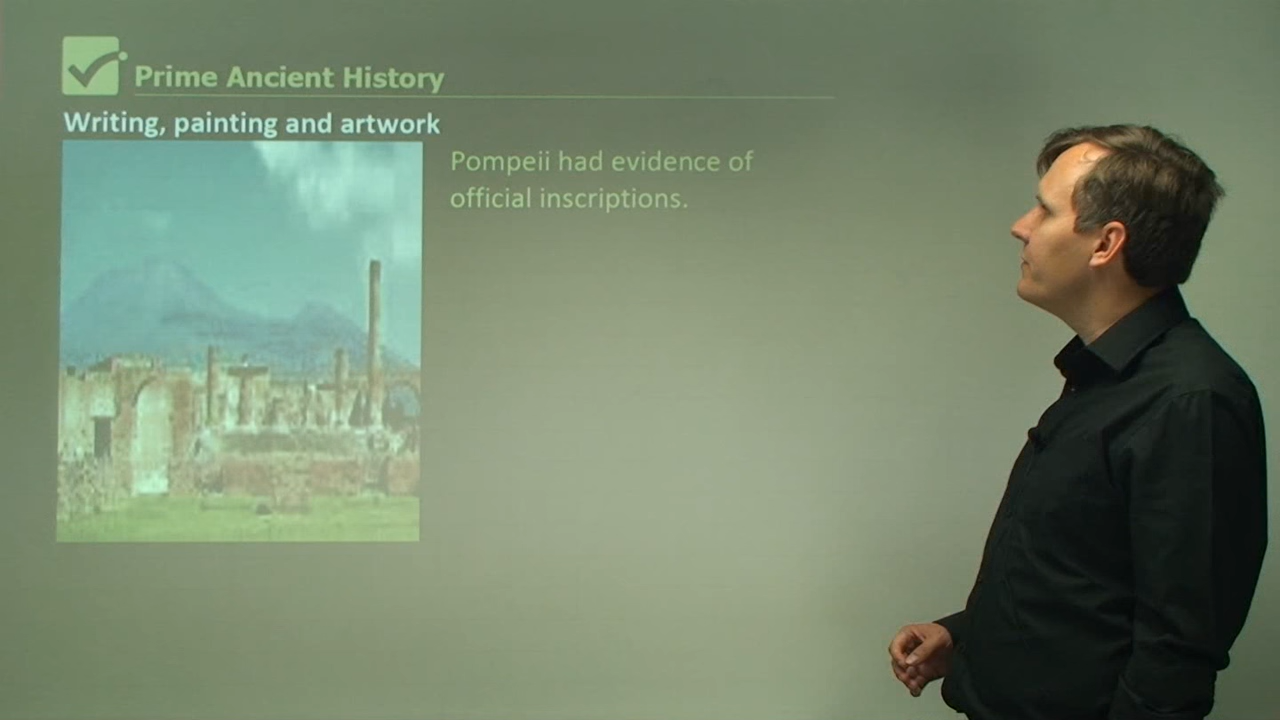 Prime Ancient History
Writing, painting and artwork
Pompeii had evidence of
official inscriptions.